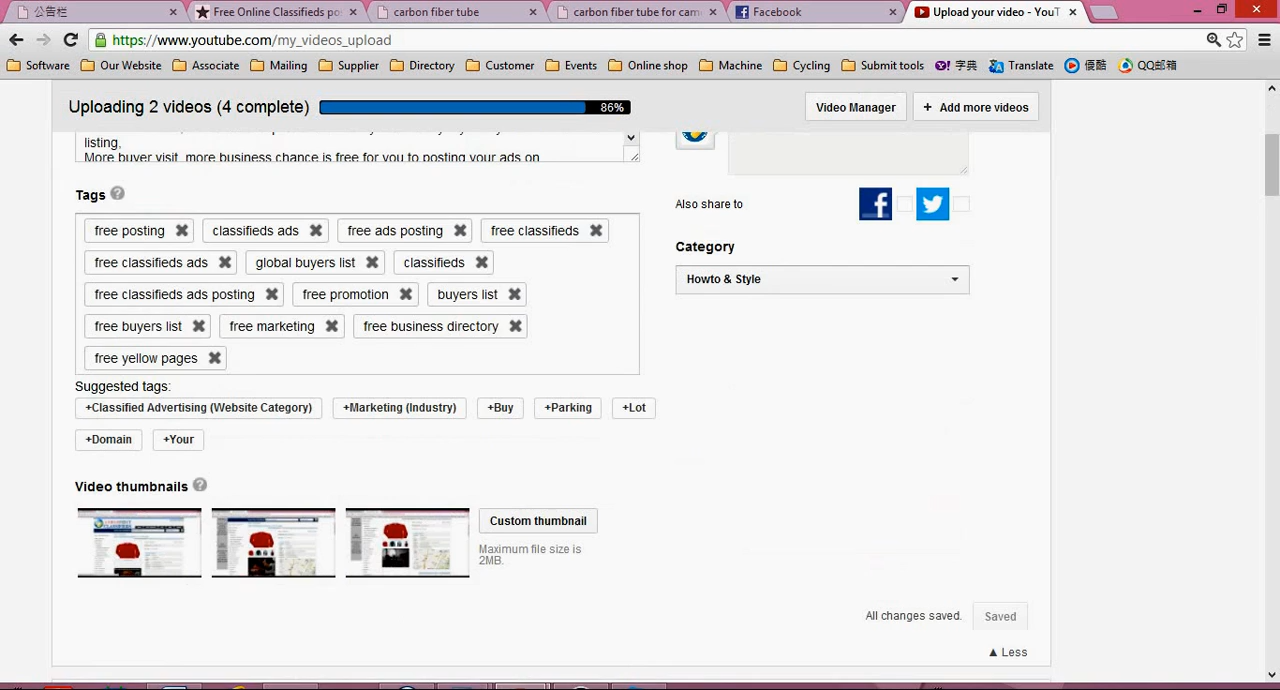 公告栏
Free Online Classifieds po
carbon fiber tube
carbon fiber tube for cam
Facebook
Upload your video - YouT
https://www.youtube.com/my_videos_upload
Software Our Website Associate Mailing Supplier Directory Customer Events Online shop Machine Cycling Submit tools 字典 Translate 優酷 QQ邮箱
Uploading 2 videos (4 complete) 86% Video Manager + Add more videos
listing,
More buyer visit, more business chance is free for you to posting your ads on
Tags
Also share to
free posting classifieds ads free ads posting free classifieds
Category
free classifieds ads global buyers list classifieds
Howto & Style
free classifieds ads posting free promotion buyers list
free buyers list free marketing free business directory
free yellow pages
Suggested tags:
+Classified Advertising (Website Category) +Marketing (Industry) +Buy +Parking +Lot
+Domain +Your
Video thumbnails
Custom thumbnail
Maximum file size is
2MB.
All changes saved. Saved
▲ Less